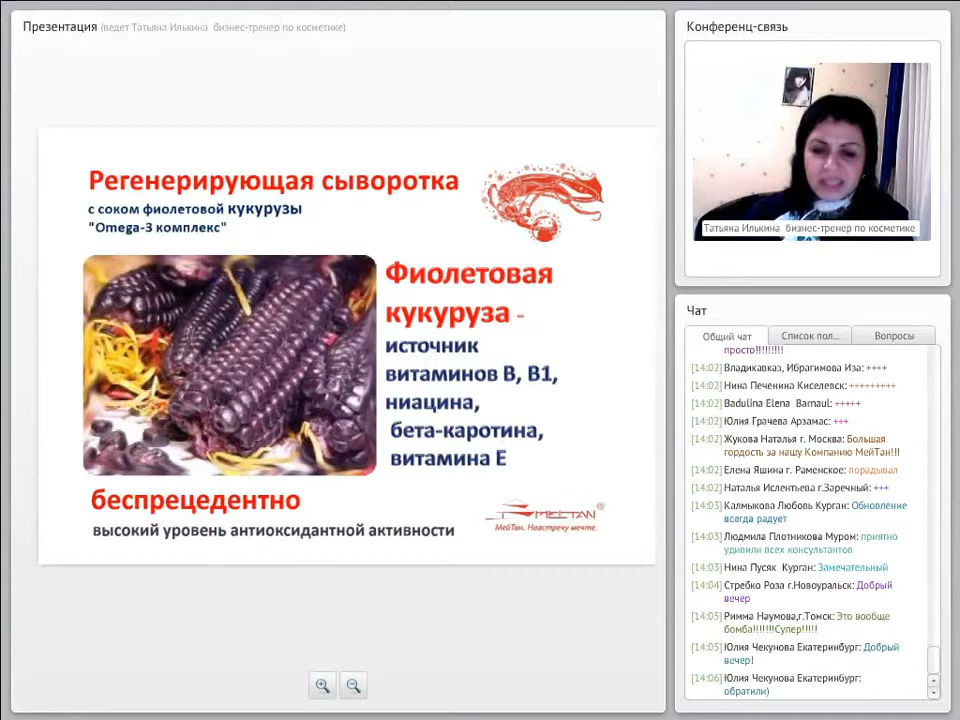 Презентация (ведет Татьяна Илькина бизнес-тренер по косметике)
Регенерирующая сыворотка
с соком фиолетовой кукурузы
"Omega-3 комплекс"
Фиолетовая
кукуруза -
источник
витаминов В, В1,
ниацина,
бета-каротина,
витамина Е
беспрецедентно
высокий уровень антиоксидантной активности
MEETAN®
МейТан. Навстречу мечте.
Конференц-связь
Татьяна Илькина бизнес-тренер по косметике
Чат
Общий чат
Список пол...
Вопросы
просто!!!!!!!!!
[14:02] Владикавказ, Ибрагимова Иза: ++++
[14:02] Нина Печенина Киселевск: +++++++++
[14:02] Badulina Elena Barnaul: +++++
[14:02] Юлия Грачева Арзамас: +++
[14:02] Жукова Наталья г. Москва: Большая
гордость за нашу Компанию МейТан!!!
[14:02] Елена Яшина г. Раменское: порадывал
[14:02] Наталья Ислентьева г.Заречный: +++
[14:03] Калмыкова Любовь Курган: Обновление
всегда радует
[14:03] Людмила Плотникова Муром: приятно
удивили всех консультантов
[14:03] Нина Пусях Курган: Замечательный
[14:04] Стребко Роза г.Новоуральск: Добрый
вечер
[14:05] Римма Наумова,г.Томск: Это вообще
бомба!!!!!!!Супер!!!!!
[14:05] Юлия Чекунова Екатеринбург: Добрый
вечер!
[14:06] Юлия Чекунова Екатеринбург:
обратили)